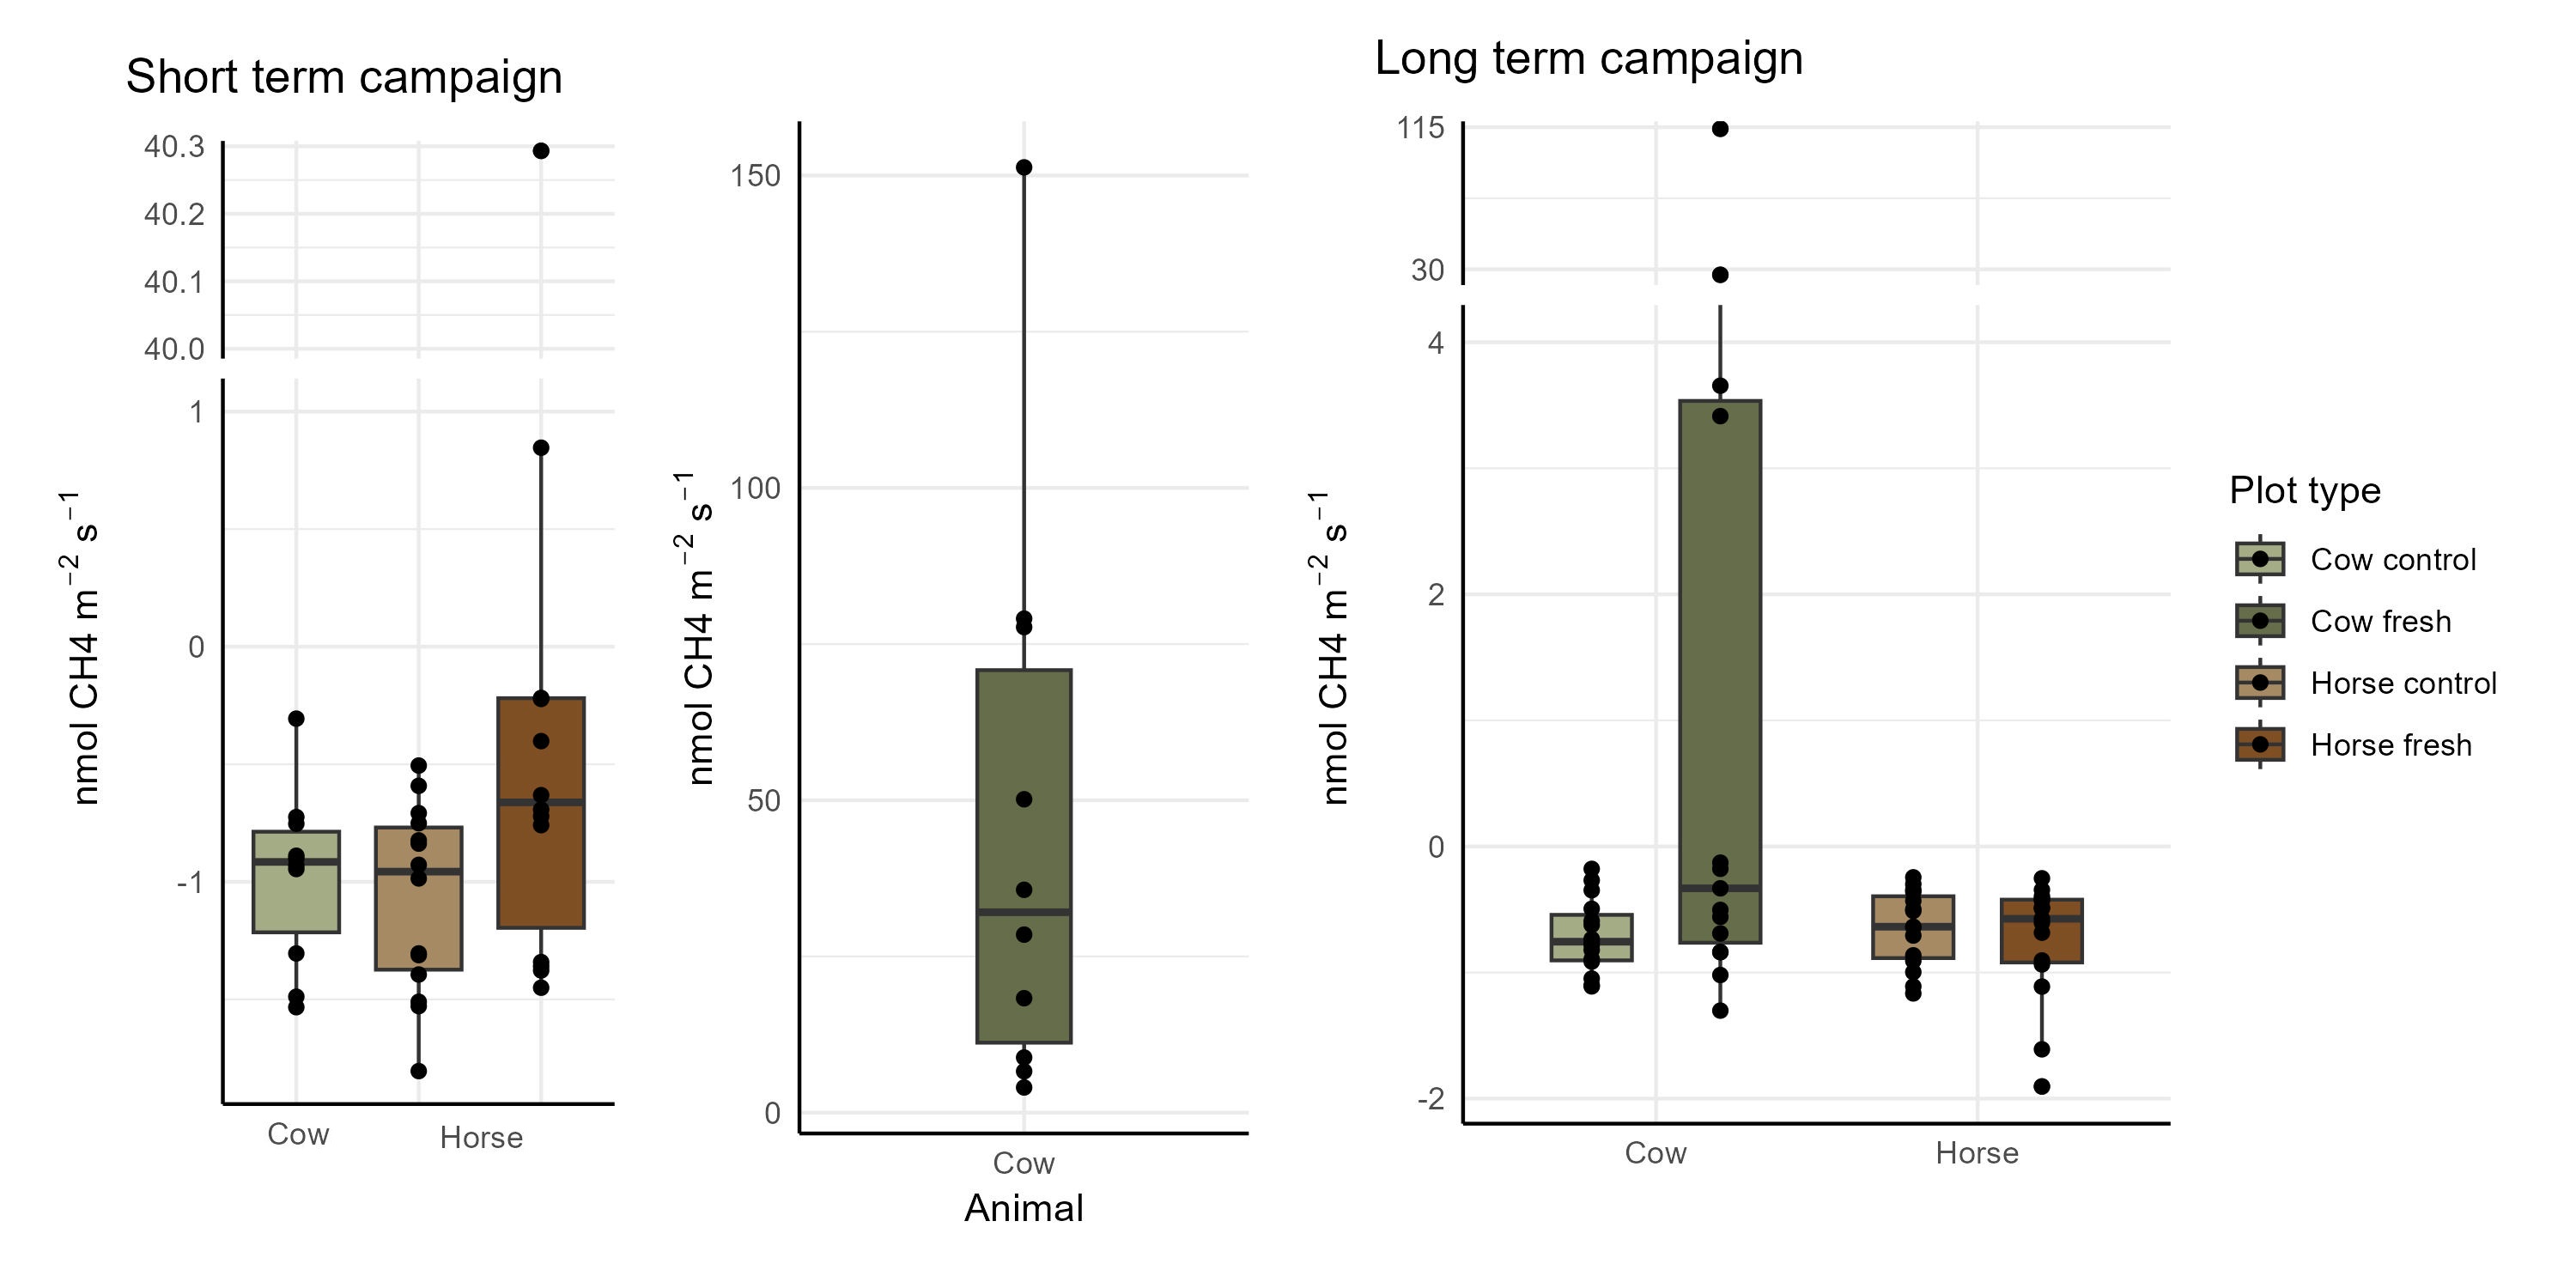 Short term campaign
40.3
40.2
40.1
40.0
1
0
-1
nmol CH4 m⁻² s⁻¹
Cow
Horse
150
100
50
0
nmol CH4 m⁻² s⁻¹
Cow
Animal
Long term campaign
115
30
4
2
0
-2
nmol CH4 m⁻² s⁻¹
Cow
Horse
Plot type
Cow control
Cow fresh
Horse control
Horse fresh